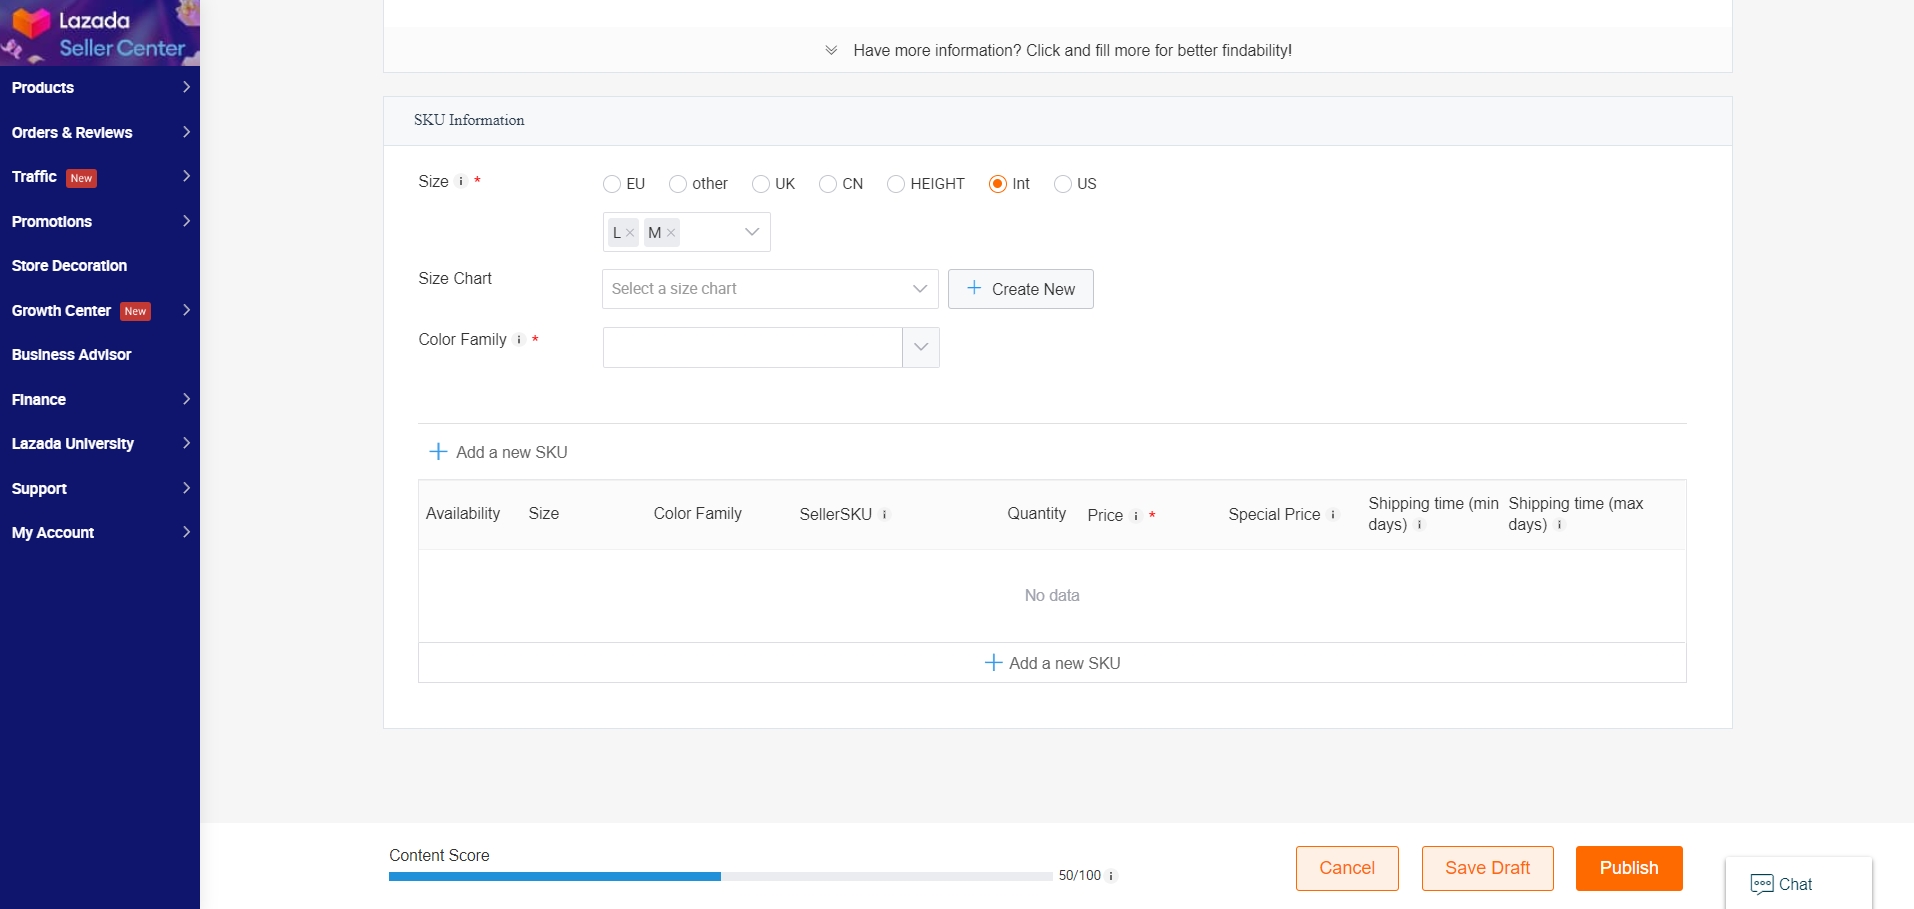 Lazada
Seller Center
Products
Orders & Reviews
Traffic New
Promotions
Store Decoration
Growth Center New
Business Advisor
Finance
Lazada University
Support
My Account
Have more information? Click and fill more for better findability!
SKU Information
Size i *
EU other UK CN HEIGHT Int US
L × M ×
Size Chart
Select a size chart
+ Create New
Color Family i *
+ Add a new SKU
Availability Size Color Family SellerSKU i Quantity Price i * Special Price i Shipping time (min days) i Shipping time (max days) i
No data
+ Add a new SKU
Content Score
50/100 i
Cancel
Save Draft
Publish
Chat